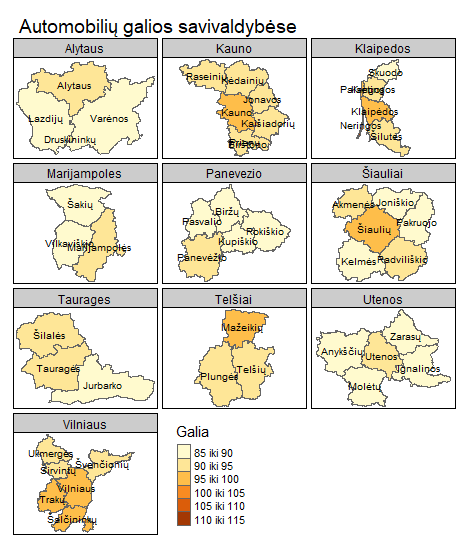 Automobilių galios savivaldybėse
Alytaus
Kauno
Klaipedos
Alytaus
Lazdijų
Varėnos
Druskininkų
Raseinių
Kėdainių
Jonavos
Kauno
Kaišiadorių
Skuodo
Klaipėdos
Neringos
Šilutės
Marijampoles
Panevezio
Šiauliai
Šakių
Vilkaviškio
Marijampolės
Biržų
Pasvalio
Rokiškio
Kupiškio
Panevėžio
Akmenės
Joniškio
Pakruojo
Šiaulių
Kelmės
Radviliškio
Taurages
Telšiai
Utenos
Šilalės
Tauragės
Jurbarko
Mažeikių
Plungės
Telšių
Zarasų
Anykščių
Utenos
Ignalinos
Molėtų
Vilniaus
Ukmergės
Širvintų
Švenčionių
Vilniaus
Trakų
Šalčininkų
Galia
85 iki 90
90 iki 95
95 iki 100
100 iki 105
105 iki 110
110 iki 115